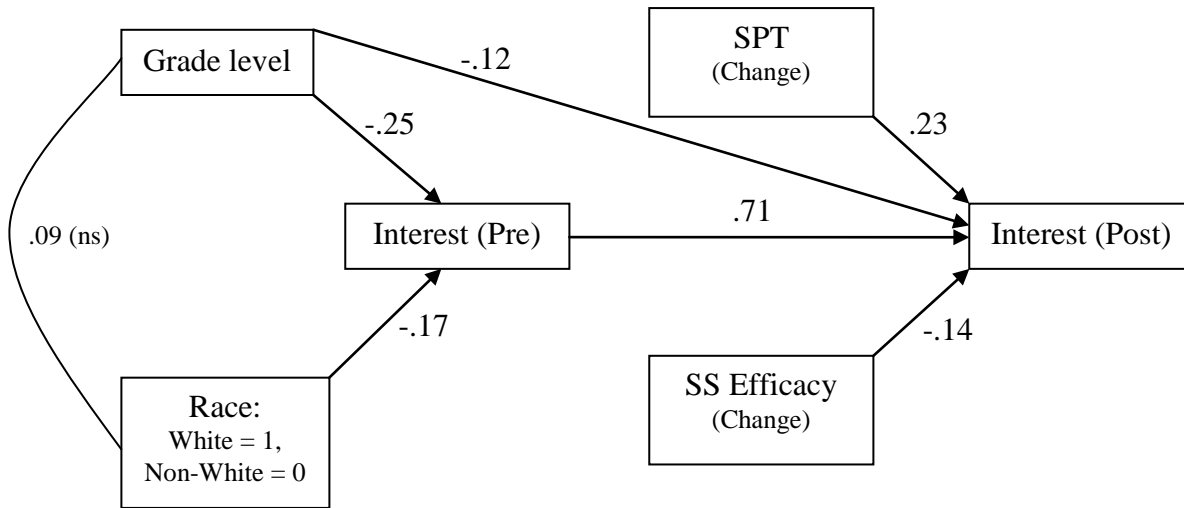 Grade level
-.12
SPT
(Change)
-.25
.23
.09 (ns)
Interest (Pre)
.71
Interest (Post)
-.17
-.14
Race:
White = 1,
Non-White = 0
SS Efficacy
(Change)